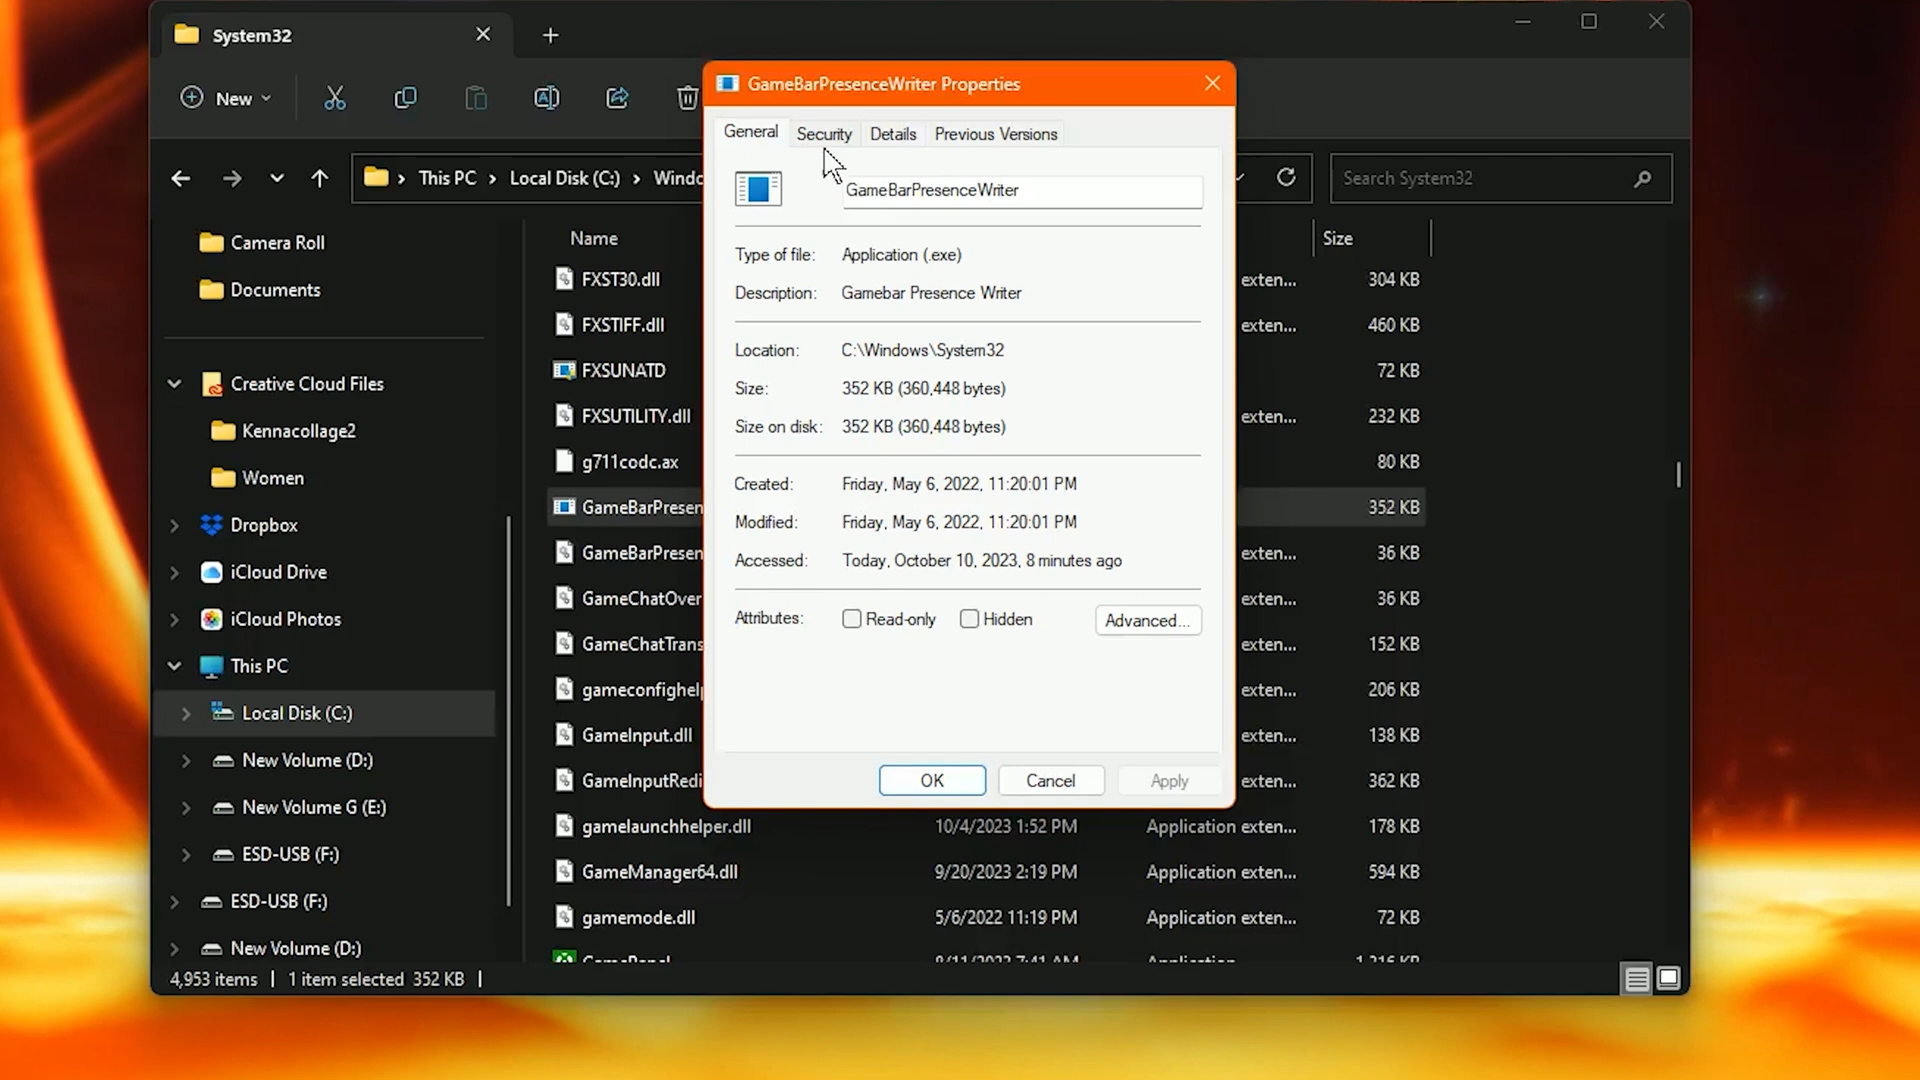 System32
New
This PC
Local Disk (C:)
Search System32
Camera Roll
Documents
Creative Cloud Files
Kennacollage2
Women
Dropbox
iCloud Drive
iCloud Photos
This PC
Local Disk (C:)
New Volume (D:)
New Volume G (E:)
ESD-USB (F:)
ESD-USB (F:)
New Volume (D:)
Name Size
FXST30.dll exten... 304 KB
FXSTIFF.dll exten... 460 KB
FXSUNATD 72 KB
FXSUTILITY.dll exten... 232 KB
g711codc.ax 80 KB
GameBarPresen 352 KB
GameBarPresen exten... 36 KB
GameChatOver exten... 36 KB
GameChatTrans exten... 152 KB
gameconfighel exten... 206 KB
GameInput.dll exten... 138 KB
GameInputRedi exten... 362 KB
gamelaunchhelper.dll 10/4/2023 1:52 PM Application exten... 178 KB
GameManager64.dll 9/20/2023 2:19 PM Application exten... 594 KB
gamemode.dll 5/6/2022 11:19 PM Application exten... 72 KB
GamePanel 8/11/2023 7:41 AM Application 1,216 KB
4,953 items 1 item selected 352 KB
GameBarPresenceWriter Properties
General Security Details Previous Versions
GameBarPresenceWriter
Type of file: Application (.exe)
Description: Gamebar Presence Writer
Location: C:\Windows\System32
Size: 352 KB (360,448 bytes)
Size on disk: 352 KB (360,448 bytes)
Created: Friday, May 6, 2022, 11:20:01 PM
Modified: Friday, May 6, 2022, 11:20:01 PM
Accessed: Today, October 10, 2023, 8 minutes ago
Attributes: Read-only Hidden Advanced...
OK Cancel Apply